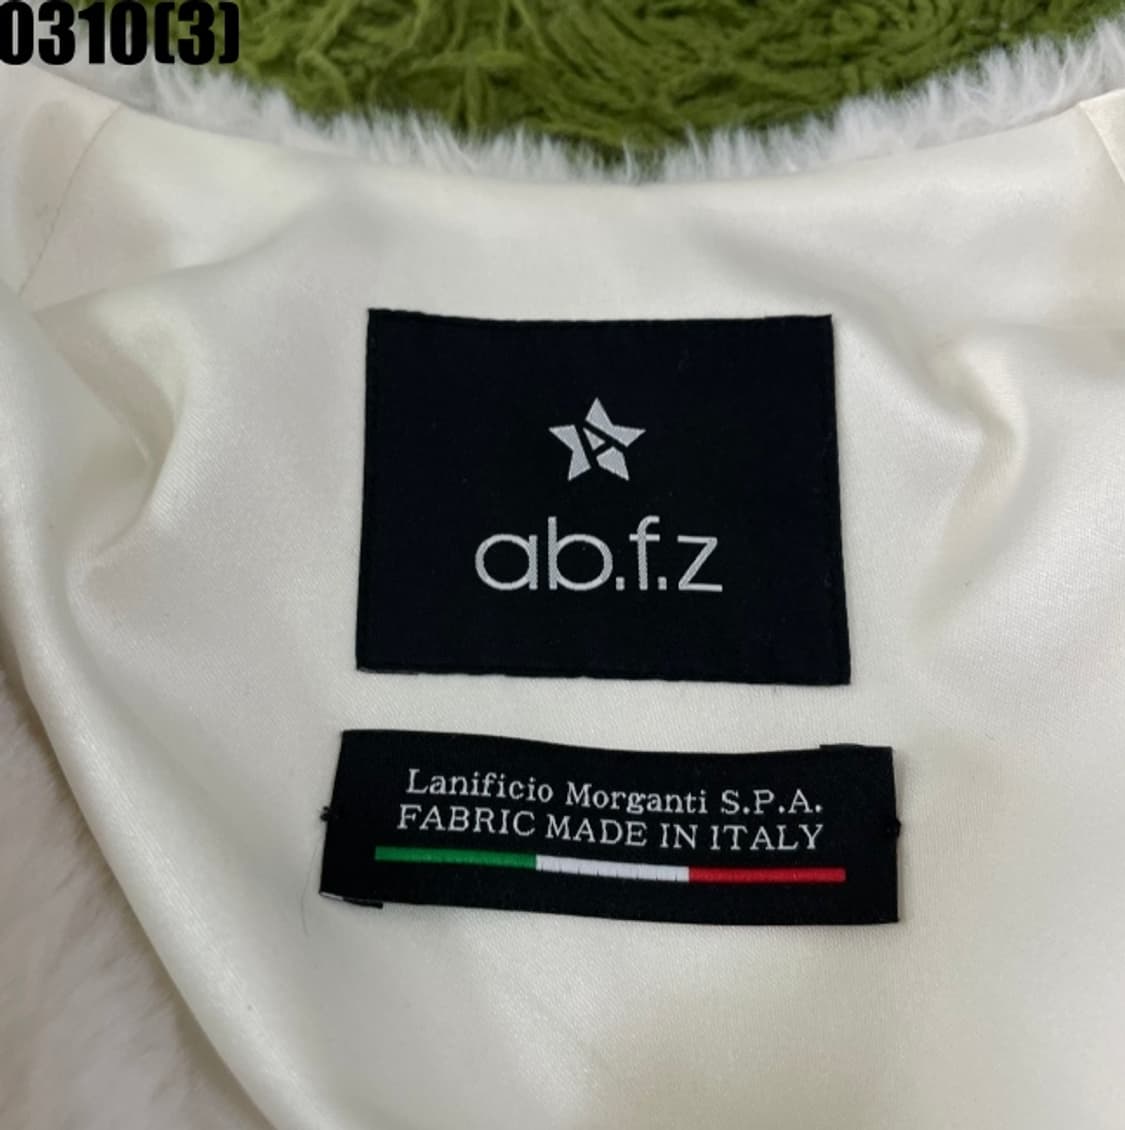 0310(3)
ab.f.z
Lanificio Morganti S.P.A.
FABRIC MADE IN ITALY